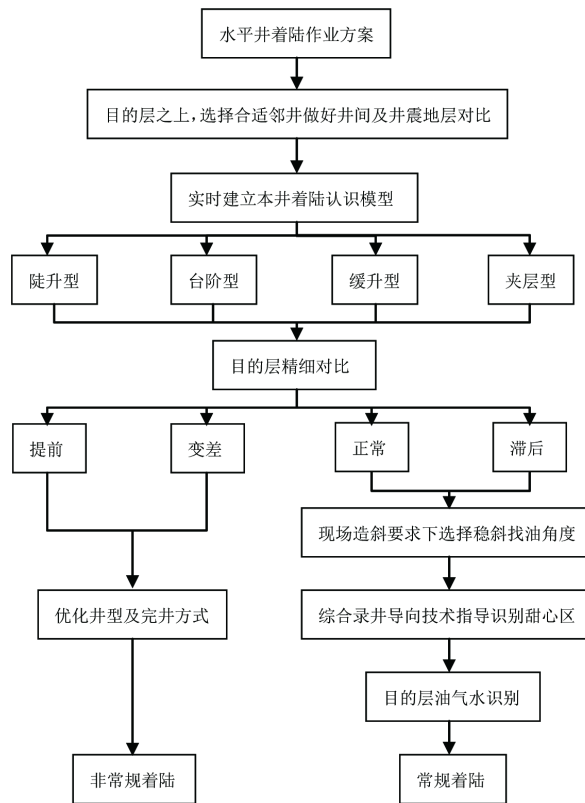 水平井着陆作业方案
目的层之上,选择合适邻井做好井间及井震地层对比
实时建立本井着陆认识模型
陡升型
台阶型
缓升型
夹层型
目的层精细对比
提前
变差
正常
滞后
现场造斜要求下选择稳斜找油角度
优化井型及完井方式
综合录井导向技术指导识别甜心区
目的层油气水识别
非常规着陆
常规着陆